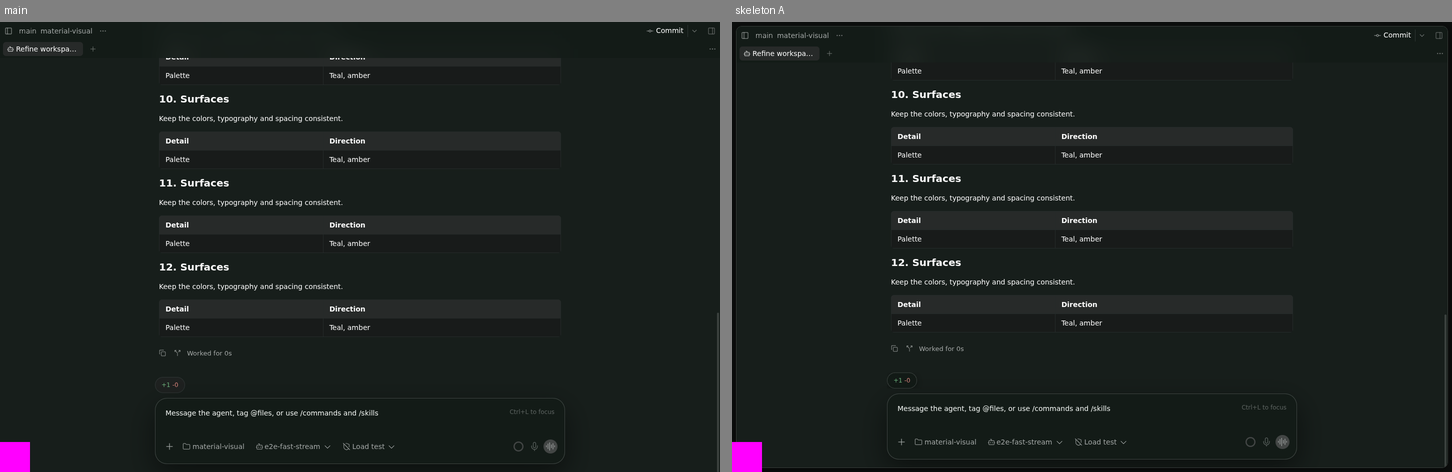 main
main material-visual ...
Commit
Refine workspa...
Detail Direction
Palette Teal, amber
10. Surfaces
Keep the colors, typography and spacing consistent.
Detail Direction
Palette Teal, amber
11. Surfaces
Keep the colors, typography and spacing consistent.
Detail Direction
Palette Teal, amber
12. Surfaces
Keep the colors, typography and spacing consistent.
Detail Direction
Palette Teal, amber
Worked for 0s
+1 -0
Message the agent, tag @files, or use /commands and /skills
Ctrl+L to focus
material-visual e2e-fast-stream Load test
skeleton A
main material-visual ...
Commit
Refine workspa...
Palette Teal, amber
10. Surfaces
Keep the colors, typography and spacing consistent.
Detail Direction
Palette Teal, amber
11. Surfaces
Keep the colors, typography and spacing consistent.
Detail Direction
Palette Teal, amber
12. Surfaces
Keep the colors, typography and spacing consistent.
Detail Direction
Palette Teal, amber
Worked for 0s
+1 -0
Message the agent, tag @files, or use /commands and /skills
Ctrl+L to focus
material-visual e2e-fast-stream Load test